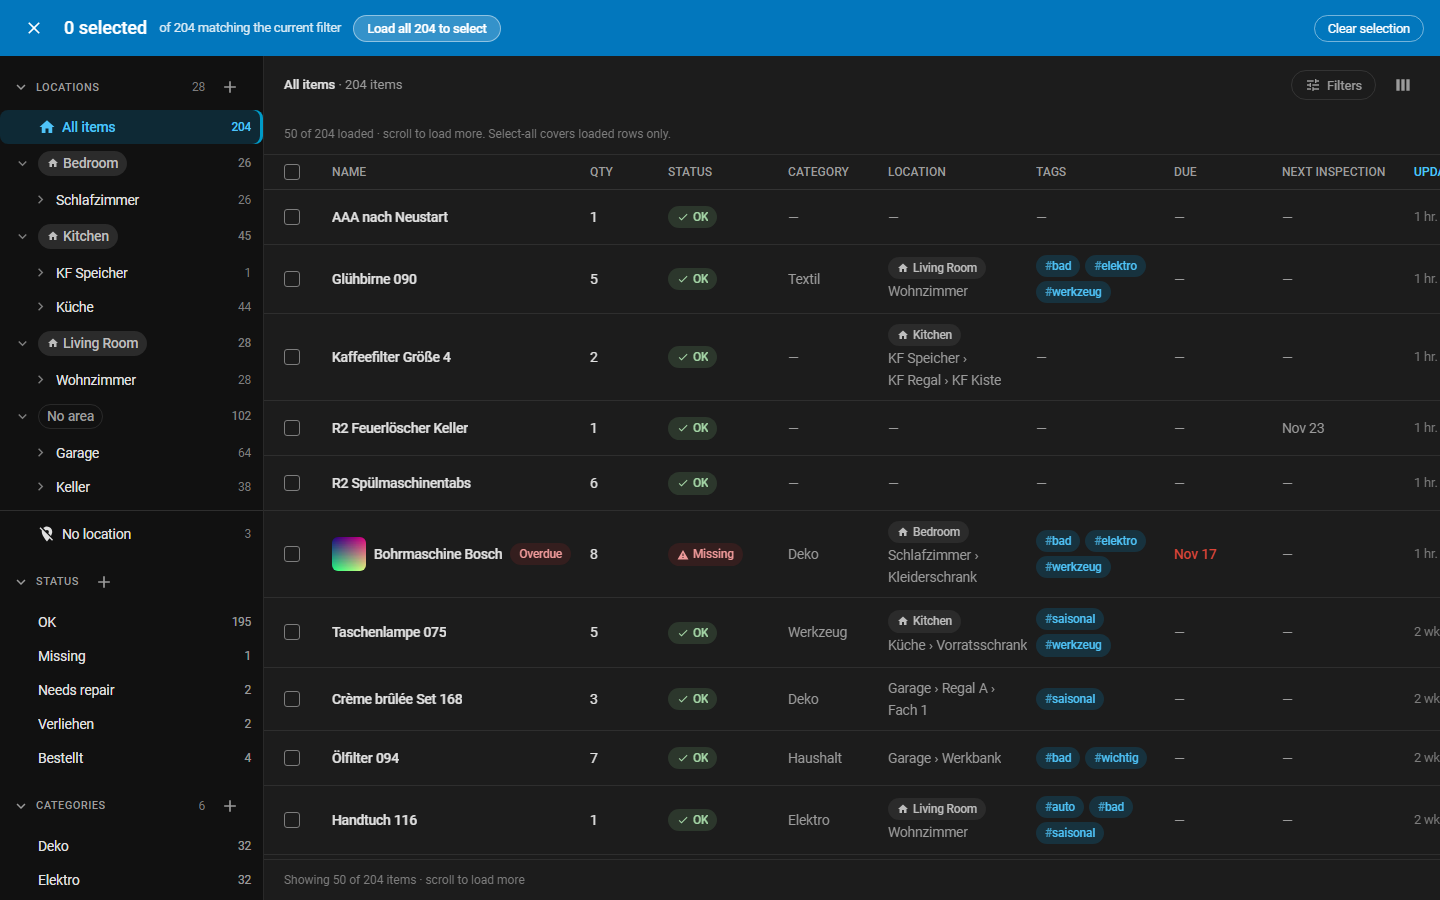 0 selected of 204 matching the current filter Load all 204 to select Clear selection
LOCATIONS 28
All items 204
Bedroom 26
Schlafzimmer 26
Kitchen 45
KF Speicher 1
Küche 44
Living Room 28
Wohnzimmer 28
No area 102
Garage 64
Keller 38
No location 3
STATUS
OK 195
Missing 1
Needs repair 2
Verliehen 2
Bestellt 4
CATEGORIES 6
Deko 32
Elektro 32
All items · 204 items Filters
50 of 204 loaded · scroll to load more. Select-all covers loaded rows only.
NAME QTY STATUS CATEGORY LOCATION TAGS DUE NEXT INSPECTION
AAA nach Neustart 1 OK — — — — — 1 hr.
Glühbirne 090 5 OK Textil Living Room
Wohnzimmer #bad #elektro
#werkzeug — — 1 hr.
Kaffeefilter Größe 4 2 OK — Kitchen
KF Speicher ›
KF Regal › KF Kiste — — — 1 hr.
R2 Feuerlöscher Keller 1 OK — — — — Nov 23 1 hr.
R2 Spülmaschinentabs 6 OK — — — — — 1 hr.
Bohrmaschine Bosch Overdue 8 Missing Deko Bedroom
Schlafzimmer ›
Kleiderschrank #bad #elektro
#werkzeug Nov 17 — 1 hr.
Taschenlampe 075 5 OK Werkzeug Kitchen
Küche › Vorratsschrank #saisonal
#werkzeug — — 2 wk
Crème brûlée Set 168 3 OK Deko Garage › Regal A ›
Fach 1 #saisonal — — 2 wk
Ölfilter 094 7 OK Haushalt Garage › Werkbank #bad #wichtig — — 2 wk
Handtuch 116 1 OK Elektro Living Room
Wohnzimmer #auto #bad
#saisonal — — 2 wk
Showing 50 of 204 items · scroll to load more